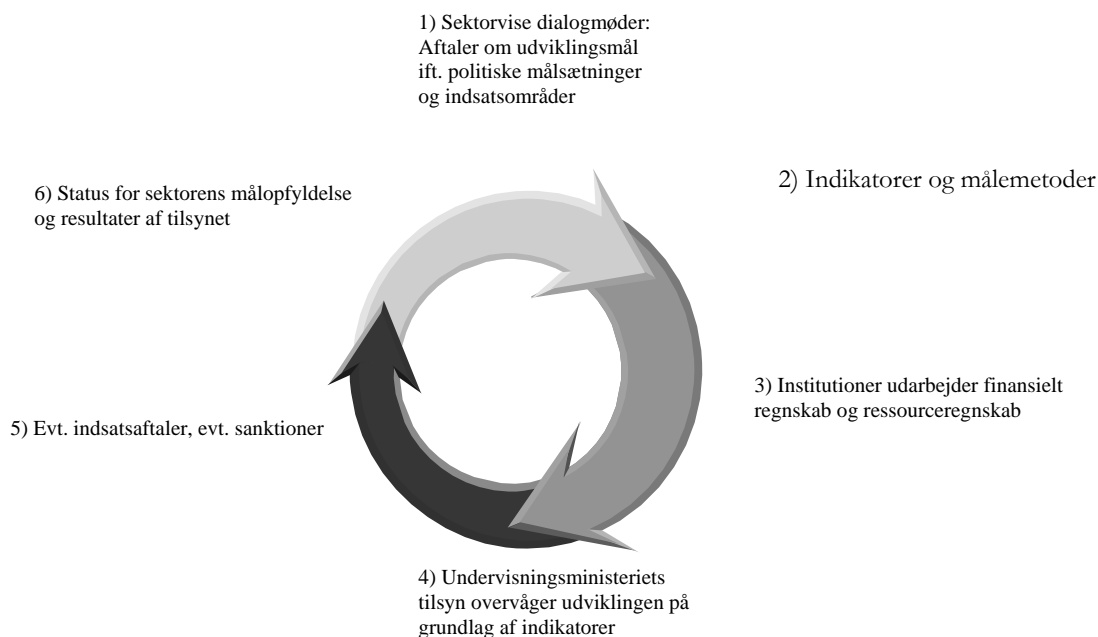 1) Sektorvise dialogmøder:
Aftaler om udviklingsmål
ift. politiske målsætninger
og indsatsområder
2) Indikatorer og målemetoder
3) Institutioner udarbejder finansielt
regnskab og ressourceregnskab
4) Undervisningsministeriets
tilsyn overvåger udviklingen på
grundlag af indikatorer
5) Evt. indsatsaftaler, evt. sanktioner
6) Status for sektorens målopfyldelse
og resultater af tilsynet